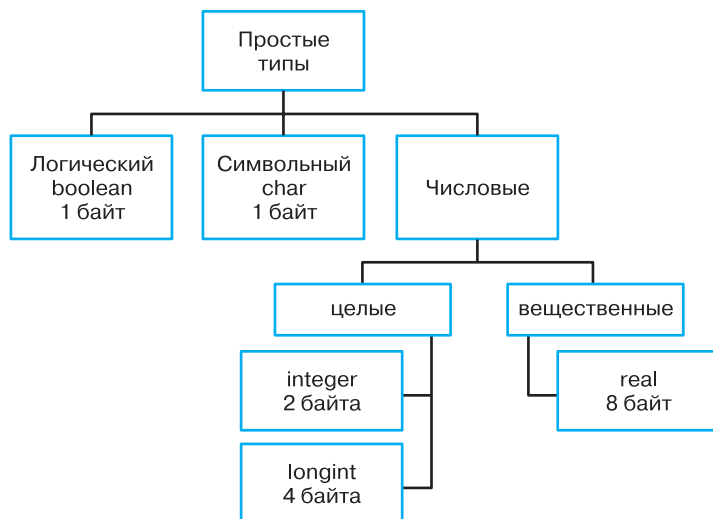 Простые
типы
Логический
boolean
1 байт
Символьный
char
1 байт
Числовые
целые
вещественные
integer
2 байта
real
8 байт
longint
4 байта